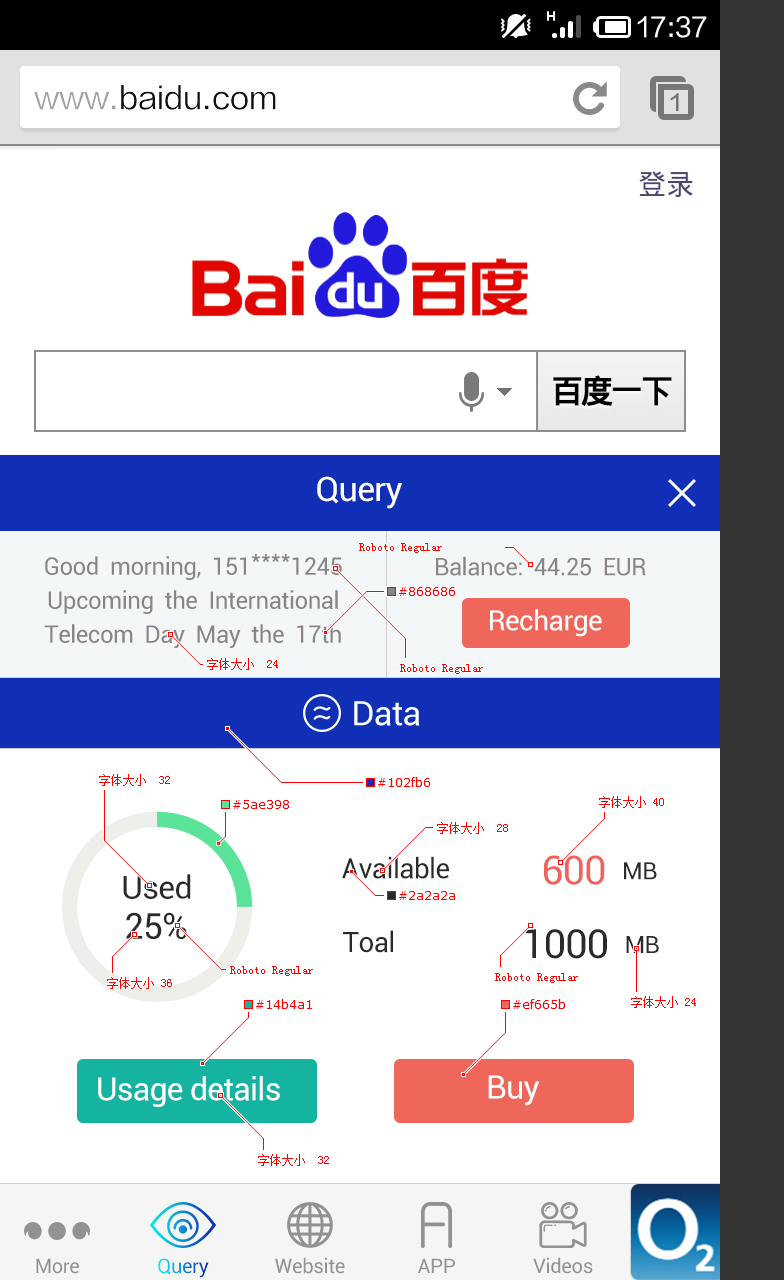 H 17:37
www.baidu.com 1
登录
Bai du 百度
百度一下
Query
Roboto Regular
Good morning, 151****1245
Balance: 44.25 EUR
#868686
Upcoming the International
Recharge
Telecom Day May the 17th
字体大小 24
Roboto Regular
Data
字体大小 32
#102fb6
#5ae398
字体大小 40
字体大小 28
Available
600 MB
Used
#2a2a2a
25%
Toal
1000 MB
Roboto Regular
Roboto Regular
字体大小 36
#14b4a1
#ef665b
字体大小 24
Usage details
Buy
字体大小 32
More
Query
Website
APP
Videos
O2